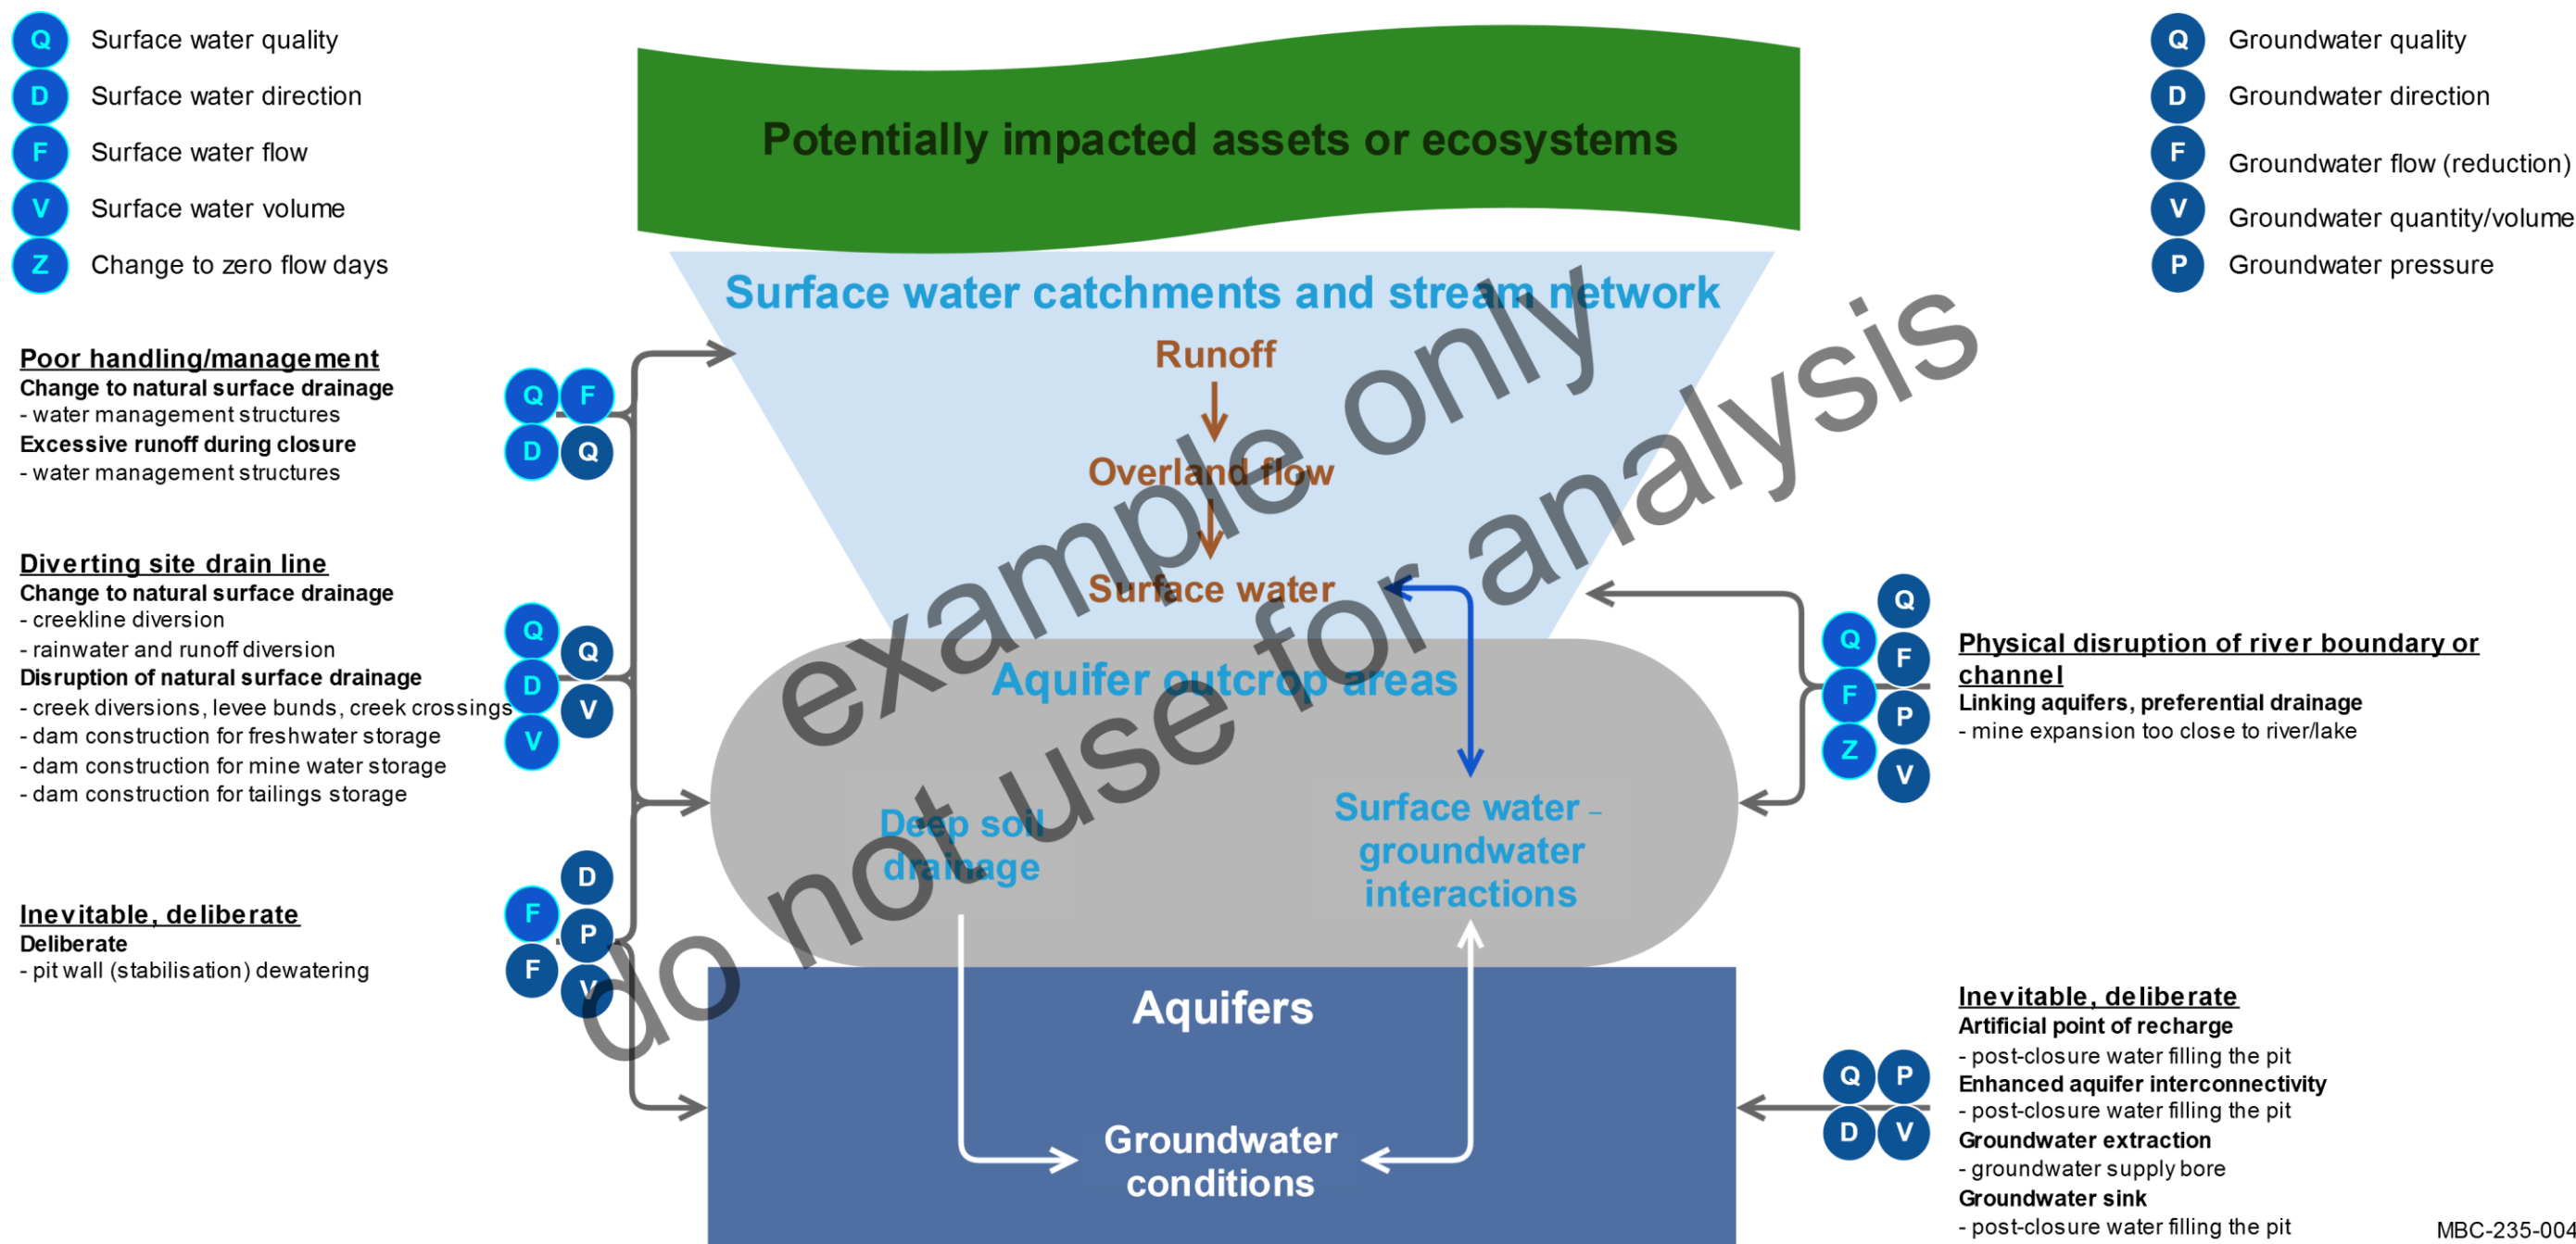 Q Surface water quality
D Surface water direction
F Surface water flow
V Surface water volume
Z Change to zero flow days
Q Groundwater quality
D Groundwater direction
F Groundwater flow (reduction)
V Groundwater quantity/volume
P Groundwater pressure
Potentially impacted assets or ecosystems
Surface water catchments and stream network
Runoff
Overland flow
Surface water
Aquifer outcrop areas
Deep soil
drainage
Surface water –
groundwater
interactions
Aquifers
Groundwater
conditions
example only
do not use for analysis
Poor handling/management
Change to natural surface drainage
- water management structures
Excessive runoff during closure
- water management structures
Q F
D Q
Diverting site drain line
Change to natural surface drainage
- creekline diversion
- rainwater and runoff diversion
Disruption of natural surface drainage
- creek diversions, levee bunds, creek crossings
- dam construction for freshwater storage
- dam construction for mine water storage
- dam construction for tailings storage
Q
Q
D
V
V
Inevitable, deliberate
Deliberate
- pit wall (stabilisation) dewatering
D
F
P
F
V
Q
Q
F
F
P
Z
V
Physical disruption of river boundary or
channel
Linking aquifers, preferential drainage
- mine expansion too close to river/lake
Q P
D V
Inevitable, deliberate
Artificial point of recharge
- post-closure water filling the pit
Enhanced aquifer interconnectivity
- post-closure water filling the pit
Groundwater extraction
- groundwater supply bore
Groundwater sink
- post-closure water filling the pit
MBC-235-004